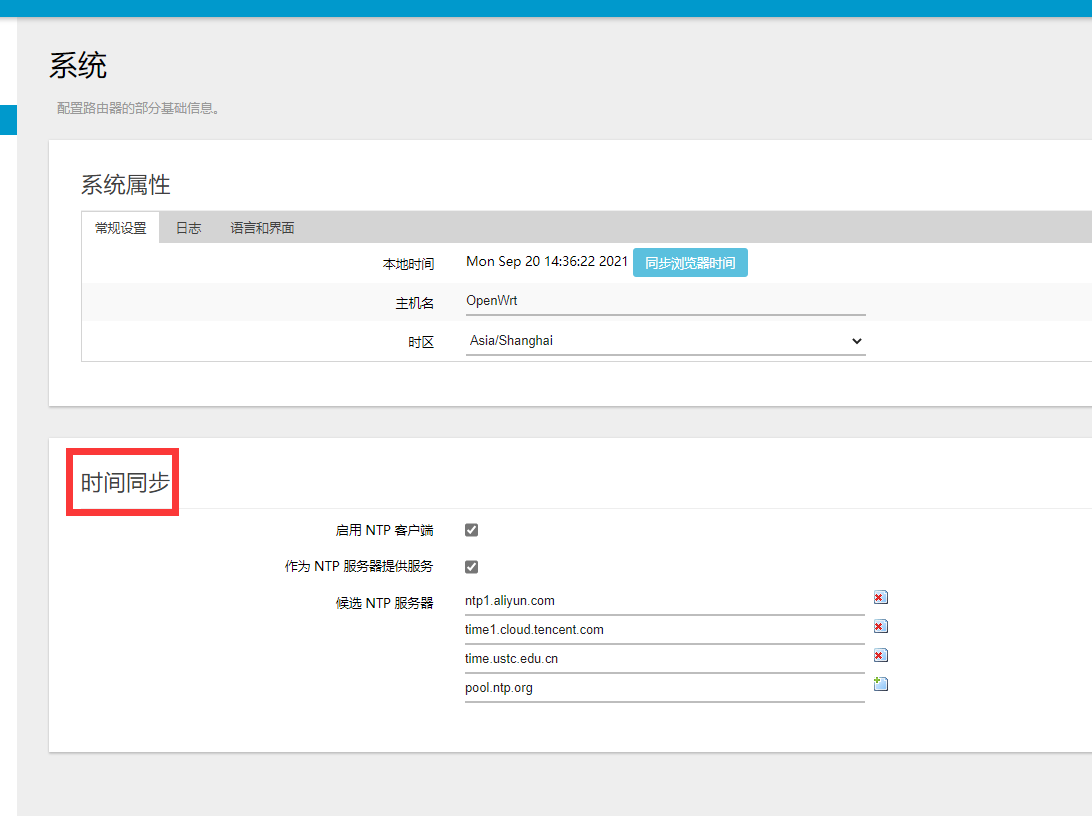 系统
配置路由器的部分基础信息。
系统属性
常规设置 日志 语言和界面
本地时间 Mon Sep 20 14:36:22 2021 同步浏览器时间
主机名 OpenWrt
时区 Asia/Shanghai
时间同步
启用 NTP 客户端
作为 NTP 服务器提供服务
候选 NTP 服务器 ntp1.aliyun.com
time1.cloud.tencent.com
time.ustc.edu.cn
pool.ntp.org